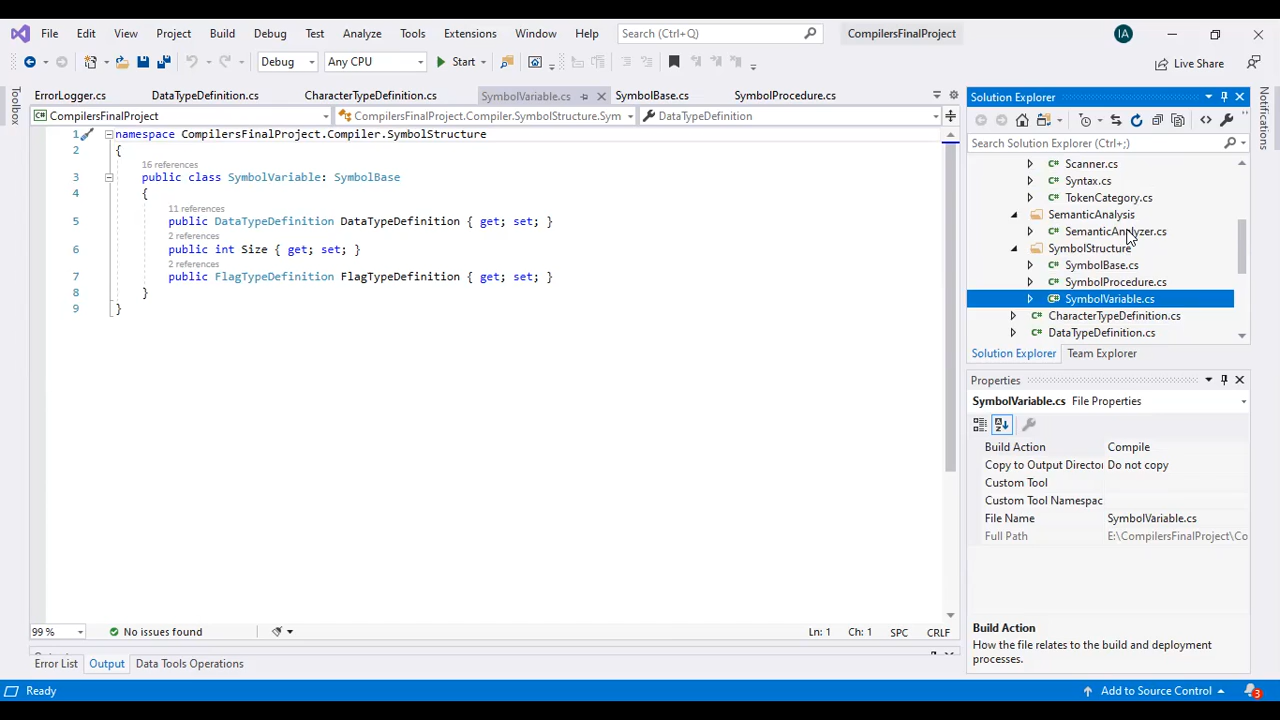 File Edit View Project Build Debug Test Analyze Tools Extensions Window Help Search (Ctrl+Q) CompilersFinalProject IA
Debug Any CPU Start Live Share
Toolbox
ErrorLogger.cs DataTypeDefinition.cs CharacterTypeDefinition.cs SymbolVariable.cs SymbolBase.cs SymbolProcedure.cs
CompilersFinalProject CompilersFinalProject.Compiler.SymbolStructure.Sym DataTypeDefinition
1 namespace CompilersFinalProject.Compiler.SymbolStructure
2 {
16 references
3 public class SymbolVariable: SymbolBase
4 {
11 references
5 public DataTypeDefinition DataTypeDefinition { get; set; }
2 references
6 public int Size { get; set; }
2 references
7 public FlagTypeDefinition FlagTypeDefinition { get; set; }
8 }
9 }
99 % No issues found Ln: 1 Ch: 1 SPC CRLF
Error List Output Data Tools Operations
Solution Explorer
Search Solution Explorer (Ctrl+;)
C# Scanner.cs
C# Syntax.cs
C# TokenCategory.cs
SemanticAnalysis
C# SemanticAnalyzer.cs
SymbolStructure
C# SymbolBase.cs
C# SymbolProcedure.cs
C# SymbolVariable.cs
C# CharacterTypeDefinition.cs
C# DataTypeDefinition.cs
Solution Explorer Team Explorer
Properties
SymbolVariable.cs File Properties
Build Action Compile
Copy to Output Director Do not copy
Custom Tool
Custom Tool Namespac
File Name SymbolVariable.cs
Full Path E:\CompilersFinalProject\Co
Build Action
How the file relates to the build and deployment
processes.
Notifications
Ready Add to Source Control 3